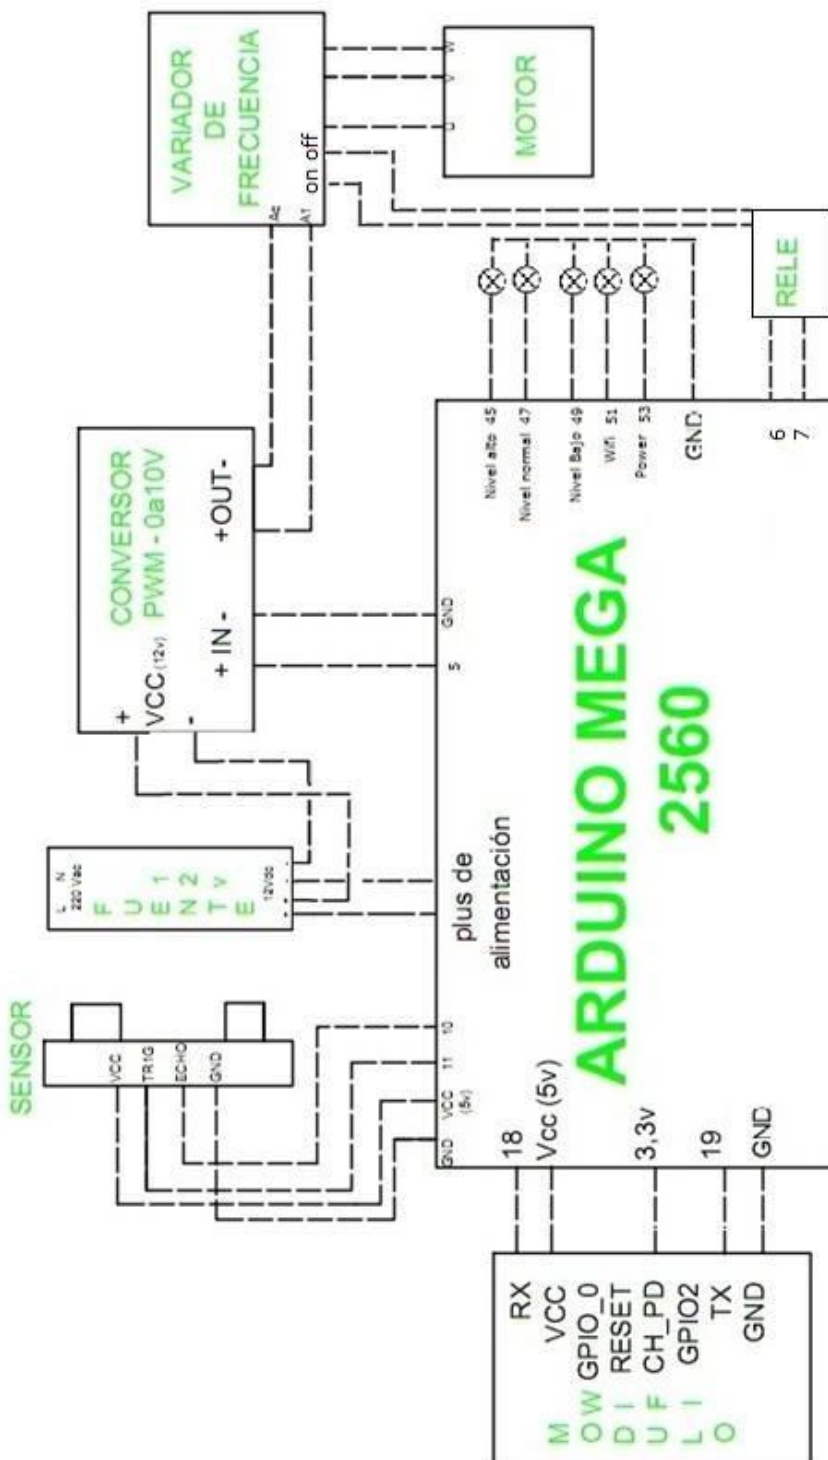 VARIADOR
DE
FRECUENCIA
on off
Ac
A1
W
V
U
MOTOR
RELE
CONVERSOR
PWM - 0a10V
+OUT-
+ IN -
+
VCC (12v)
-
GND
5
Nivel alto 45
Nivel normal 47
Nivel Bajo 49
Wifi 51
Power 53
GND
6
7
ARDUINO MEGA
2560
L N
220 Vac
F
U
E 1
N 2
T v
E
12Vdc
plus de
alimentación
SENSOR
VCC
TRIG
ECHO
GND
10
11
VCC
(5v)
GND
18
Vcc (5v)
3,3v
19
GND
RX
VCC
M
GPIO_0
O W
RESET
D I
CH_PD
U F
GPIO2
L I
TX
O
GND